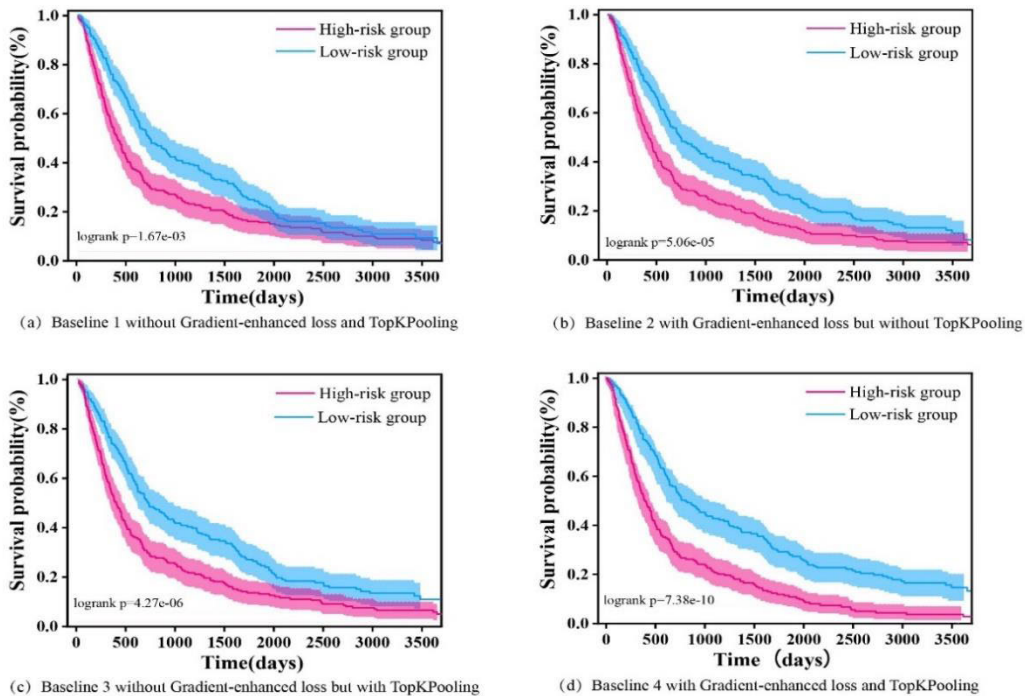 High-risk group
Low-risk group
Survival probability(%)
1.0
0.8
0.6
0.4
0.2
0.0
logrank p=1.67e-03
0 500 1000 1500 2000 2500 3000 3500
Time(days)
(a) Baseline 1 without Gradient-enhanced loss and TopKPooling
High-risk group
Low-risk group
Survival probability(%)
1.0
0.8
0.6
0.4
0.2
0.0
logrank p=5.06e-05
0 500 1000 1500 2000 2500 3000 3500
Time(days)
(b) Baseline 2 with Gradient-enhanced loss but without TopKPooling
High-risk group
Low-risk group
Survival probability(%)
1.0
0.8
0.6
0.4
0.2
0.0
logrank p=4.27e-06
0 500 1000 1500 2000 2500 3000 3500
Time(days)
(c) Baseline 3 without Gradient-enhanced loss but with TopKPooling
High-risk group
Low-risk group
Survival probability(%)
1.0
0.8
0.6
0.4
0.2
0.0
logrank p=7.38e-10
0 500 1000 1500 2000 2500 3000 3500
Time（days）
(d) Baseline 4 with Gradient-enhanced loss and TopKPooling